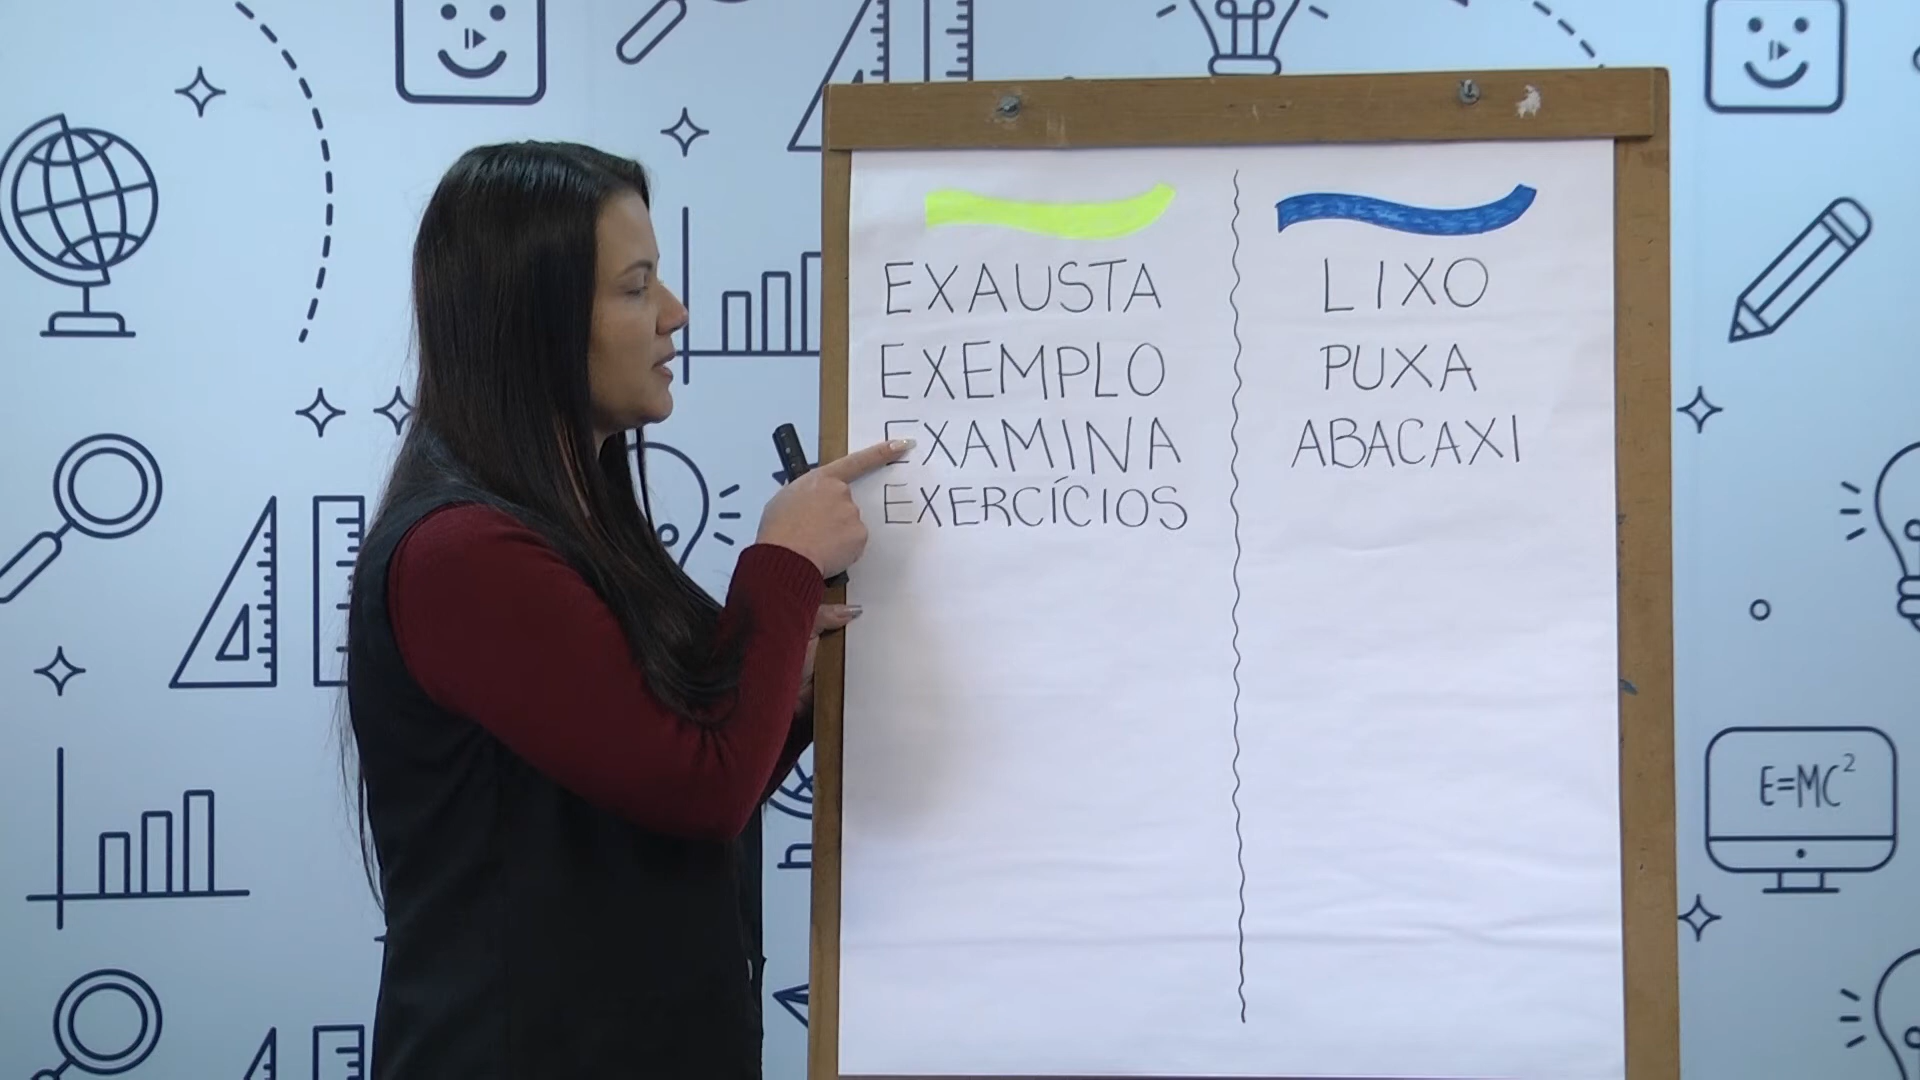 EXAUSTA
EXEMPLO
EXAMINA
EXERCÍCIOS
LIXO
PUXA
ABACAXI
E=MC²